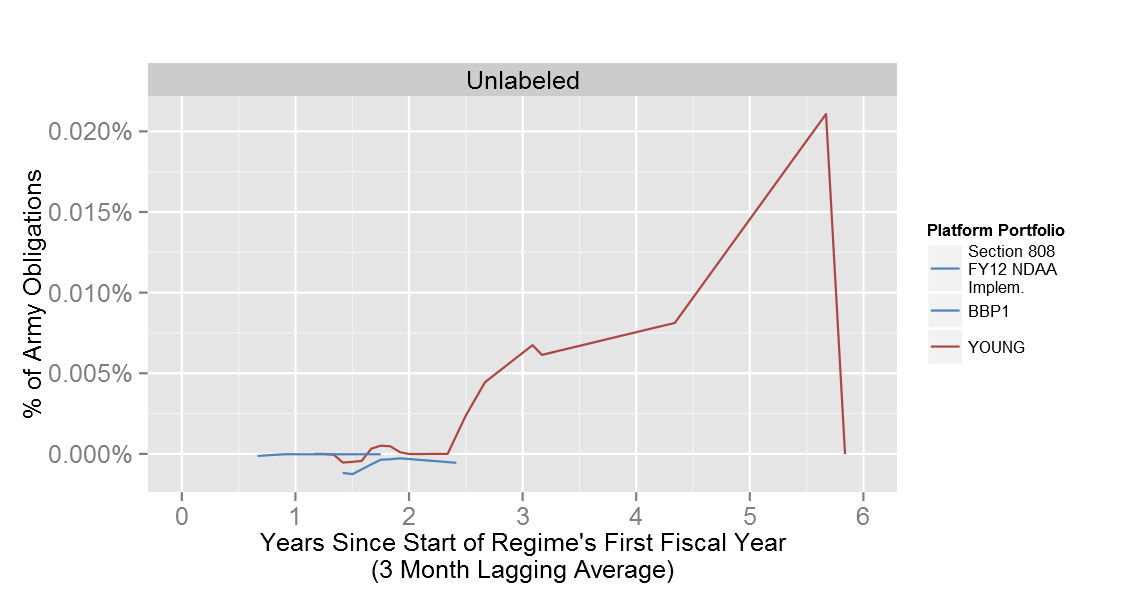 Unlabeled
0.020%
0.015%
0.010%
0.005%
0.000%
% of Army Obligations
0 1 2 3 4 5 6
Years Since Start of Regime's First Fiscal Year
(3 Month Lagging Average)
Platform Portfolio
Section 808
FY12 NDAA
Implem.
BBP1
YOUNG